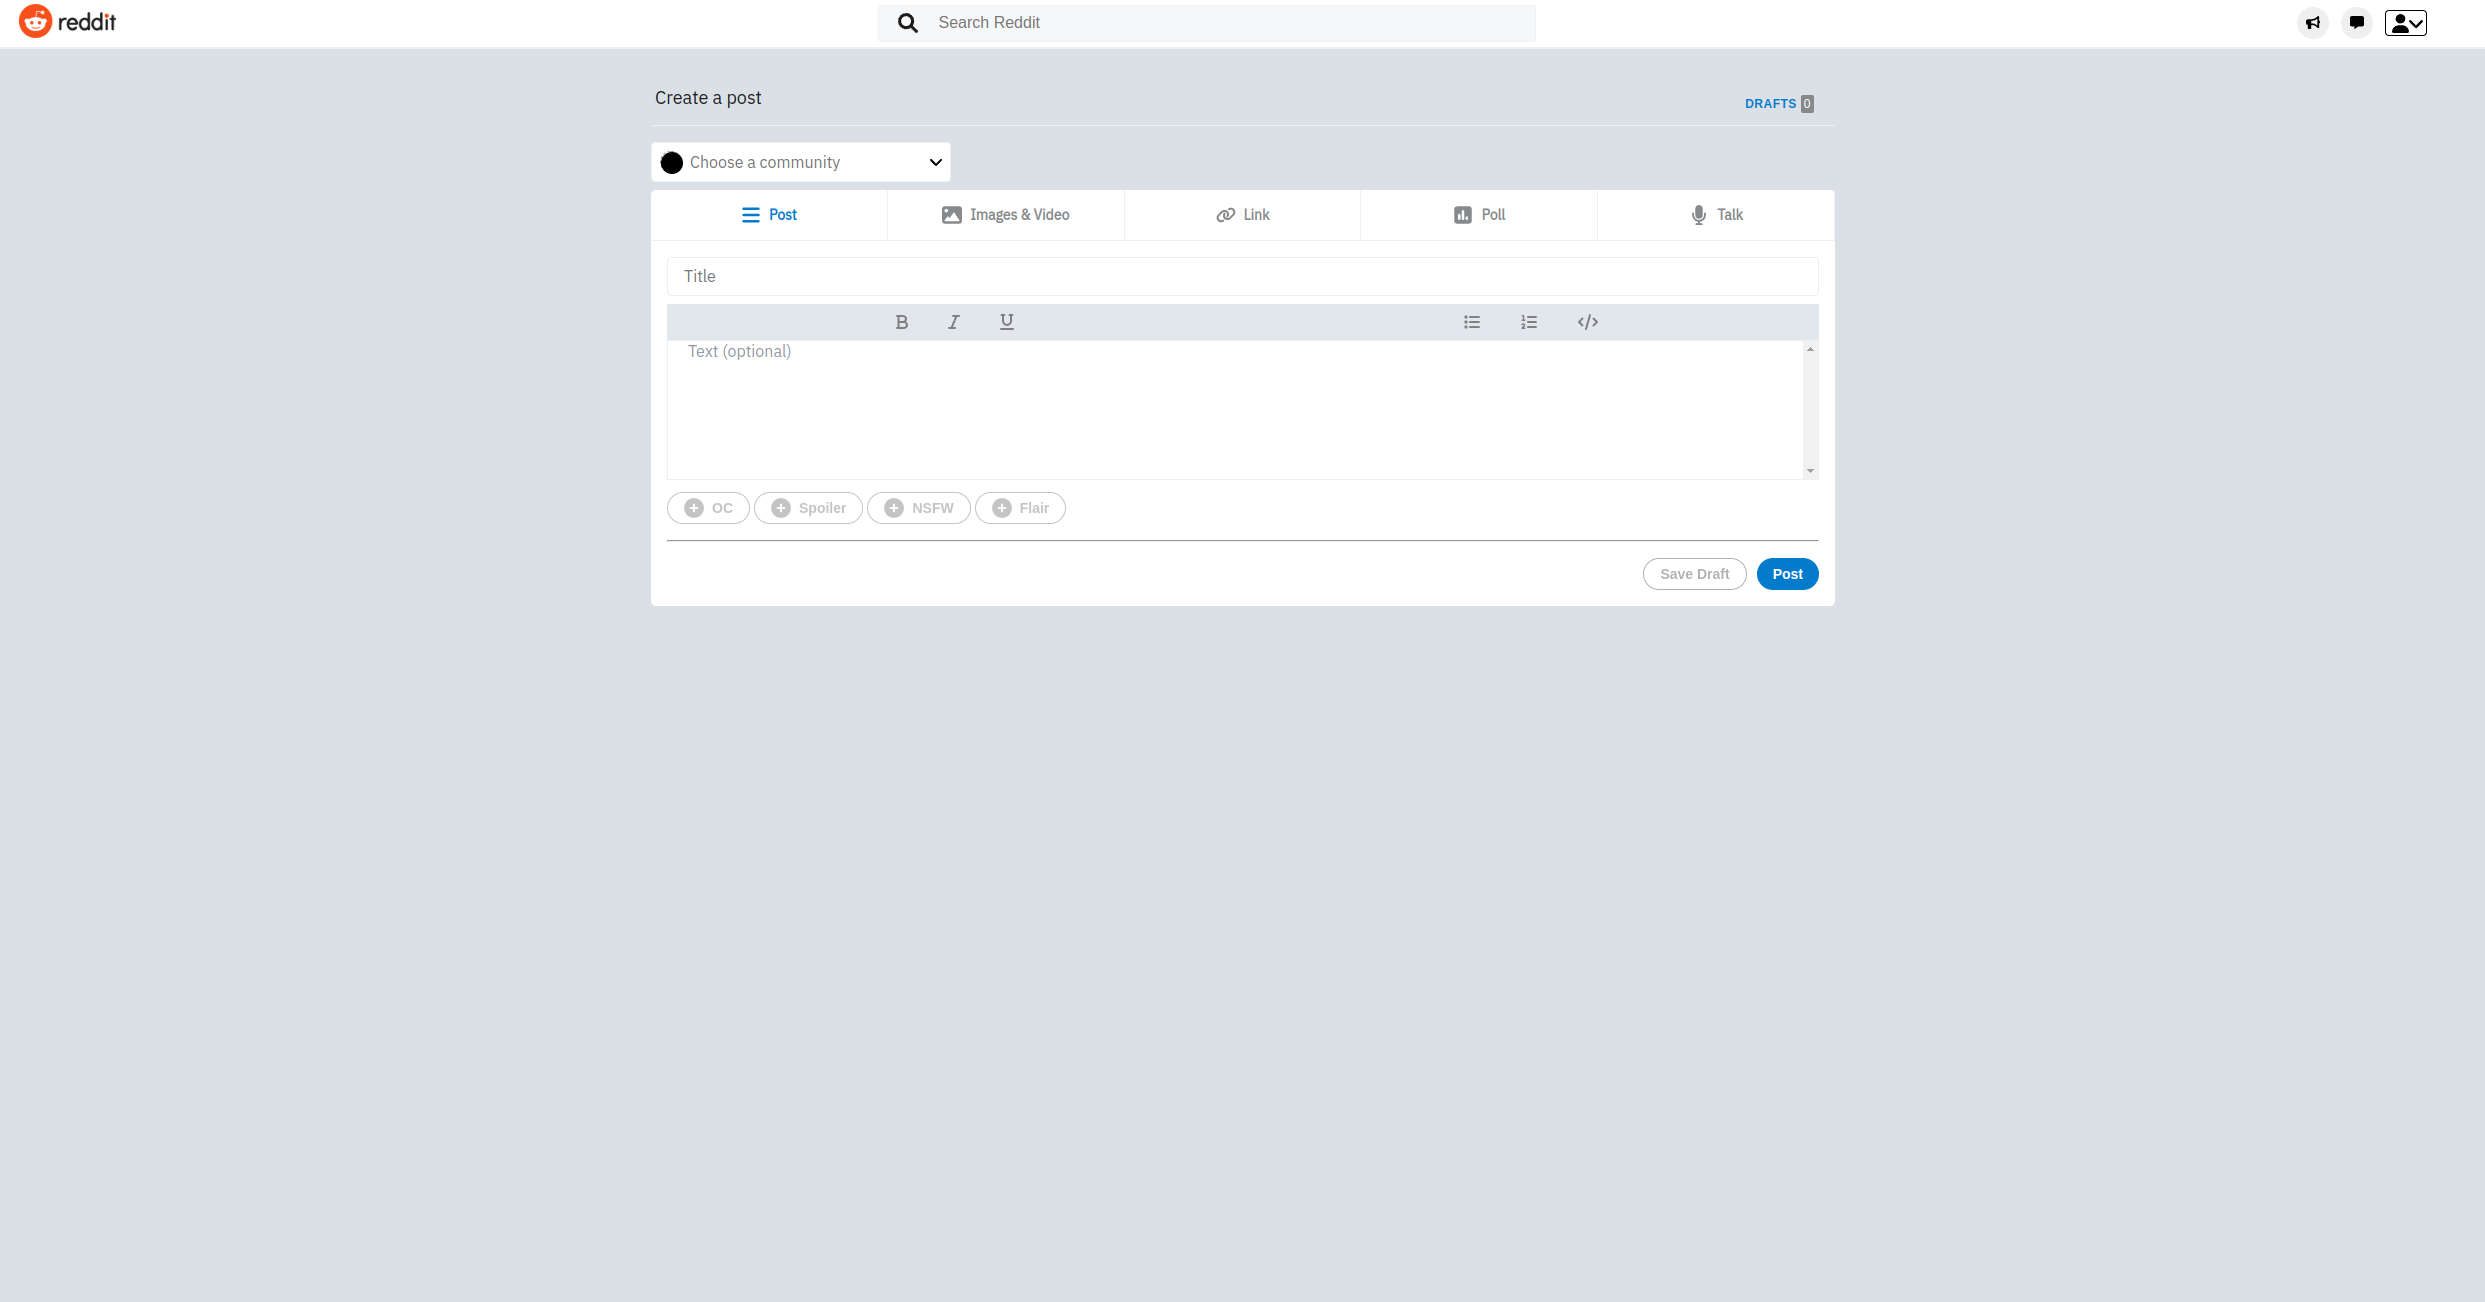 reddit
Search Reddit
Create a post
DRAFTS 0
Choose a community
Post
Images & Video
Link
Poll
Talk
Title
B I U
Text (optional)
OC
Spoiler
NSFW
Flair
Save Draft
Post